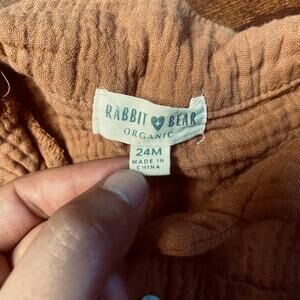 RABBIT BEAR
ORGANIC
24M
MADE IN
CHINA